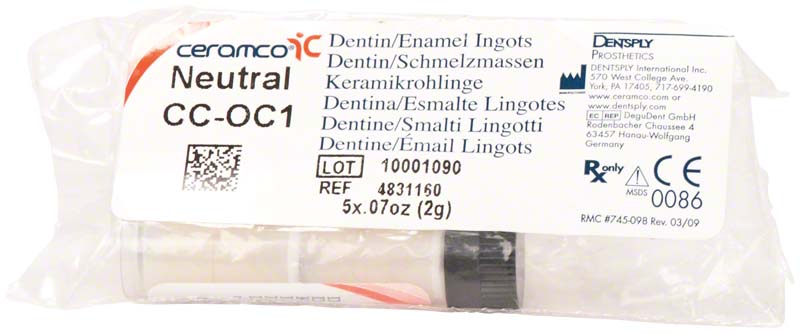 ceramco® iC
Neutral
CC-OC1
Dentin/Enamel Ingots
Dentin/Schmelzmassen
Keramikrohlinge
Dentina/Esmalte Lingotes
Dentine/Smalti Lingotti
Dentine/Émail Lingots
LOT 10001090
REF 4831160
5x.07oz (2g)
DENTSPLY
PROSTHETICS
DENTSPLY International Inc.
570 West College Ave.
York, PA 17405, 717-699-4190
www.ceramco.com or
www.dentsply.com
EC REP DeguDent GmbH
Rodenbacher Chaussee 4
63457 Hanau-Wolfgang
Germany
Rx only
MSDS
CE
0086
RMC #745-098 Rev. 03/09